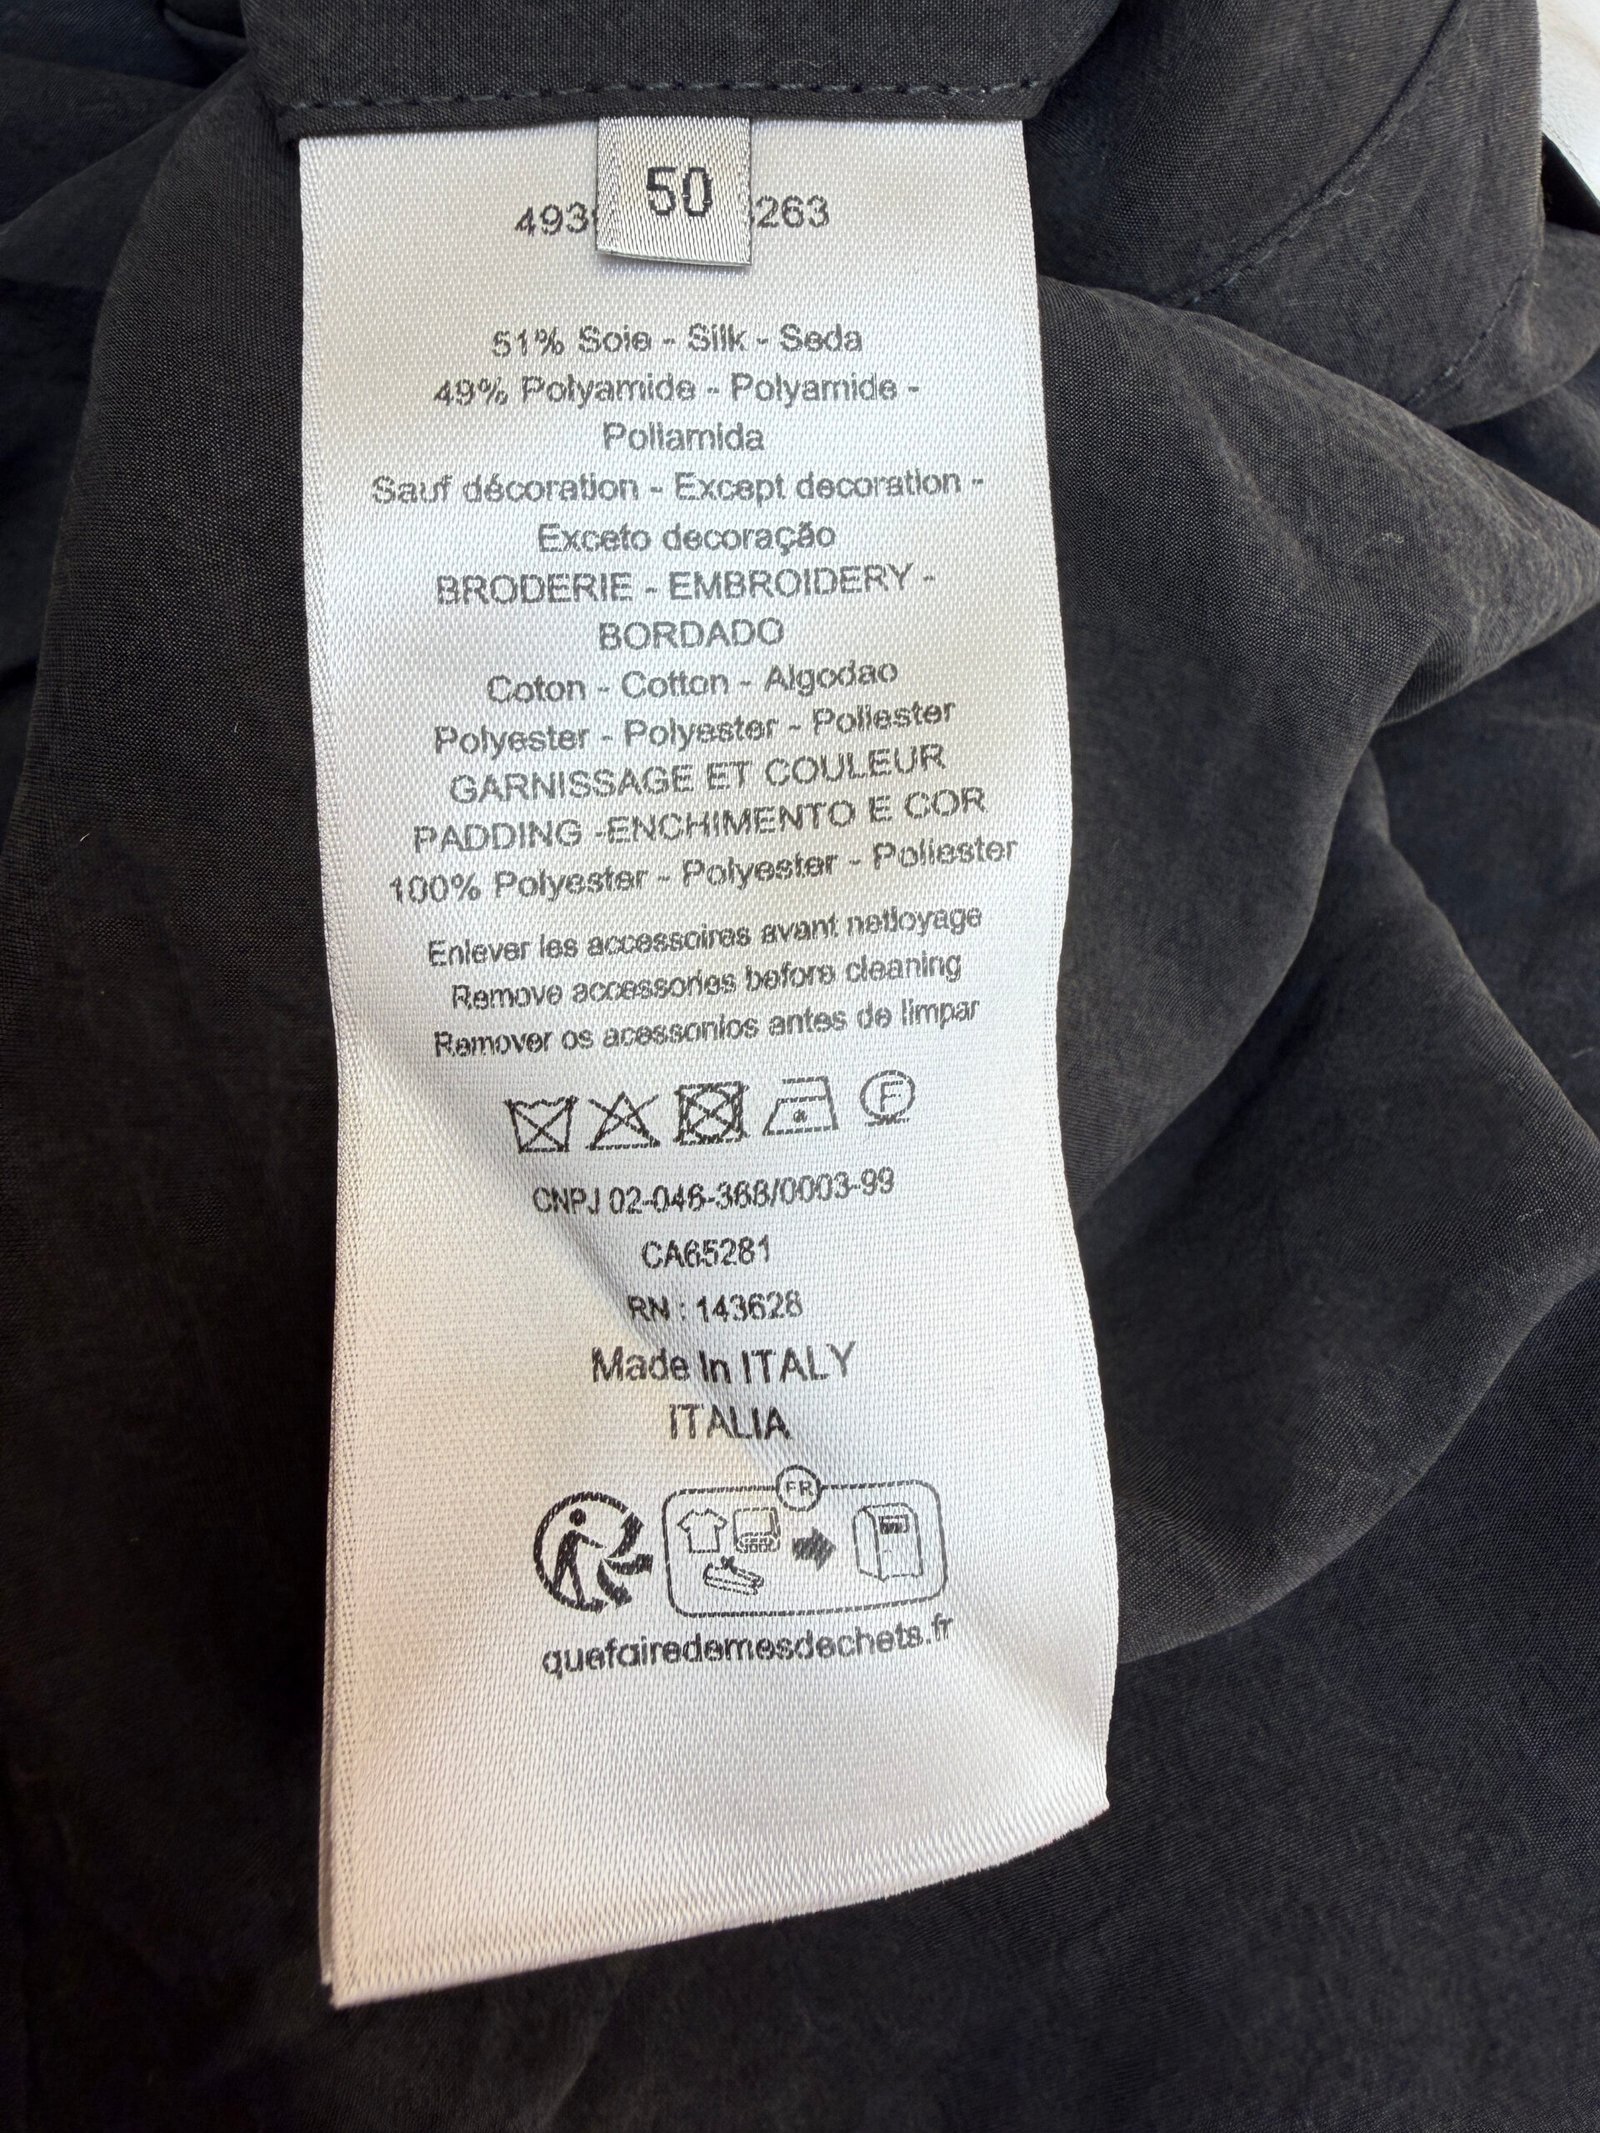 50
493 263
51% Soie - Silk - Seda
49% Polyamide - Polyamide -
Poliamida
Sauf décoration - Except decoration -
Exceto decoração
BRODERIE - EMBROIDERY -
BORDADO
Coton - Cotton - Algodao
Polyester - Polyester - Poliester
GARNISSAGE ET COULEUR
PADDING -ENCHIMENTO E COR
100% Polyester - Polyester - Poliester
Enlever les accessoires avant nettoyage
Remove accessories before cleaning
Remover os acessonios antes de limpar
F
CNPJ 02-046-368/0003-99
CA65281
RN : 143628
Made In ITALY
ITALIA
FR
quefairedemesdechets.fr